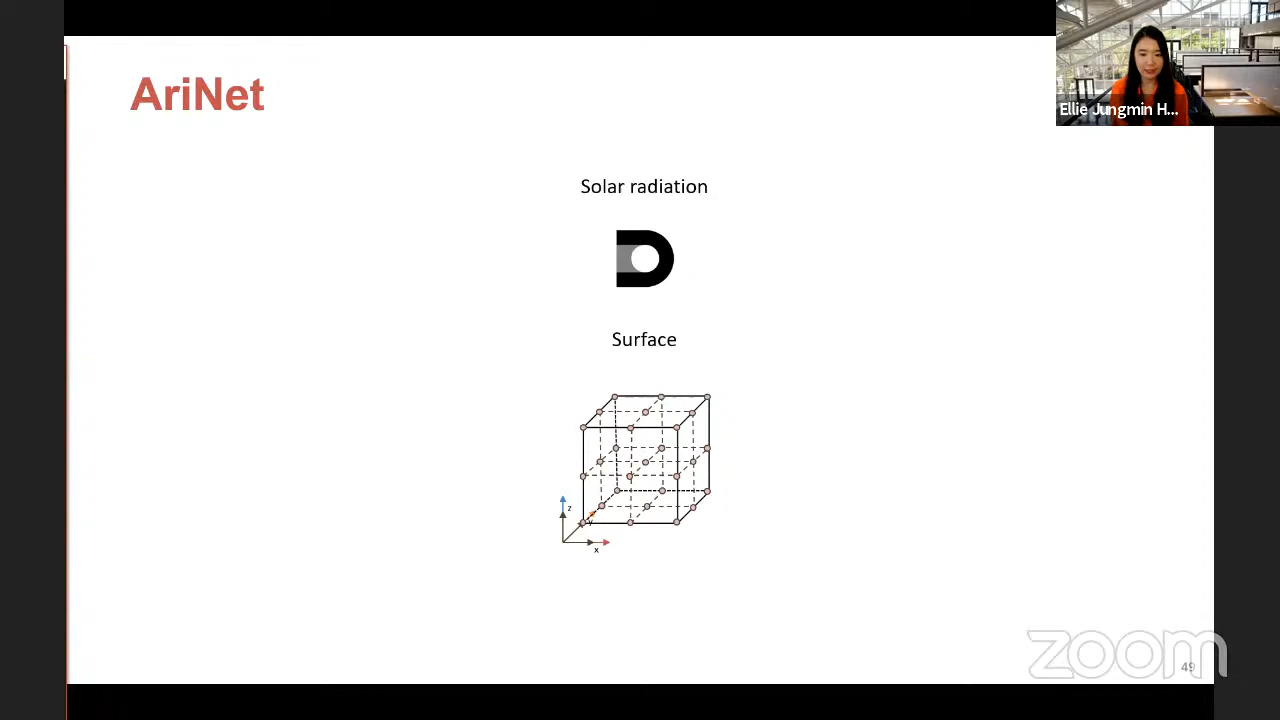 AriNet
Ellie Jungmin H...
Solar radiation
Surface
z
y
x
zoom
49